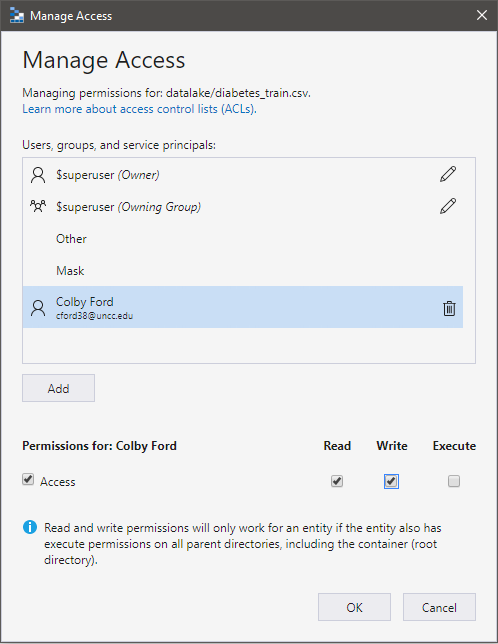 Manage Access
Manage Access
Managing permissions for: datalake/diabetes_train.csv.
Learn more about access control lists (ACLs).
Users, groups, and service principals:
$superuser (Owner)
$superuser (Owning Group)
Other
Mask
Colby Ford
cford38@uncc.edu
Add
Permissions for: Colby Ford Read Write Execute
Access
Read and write permissions will only work for an entity if the entity also has
execute permissions on all parent directories, including the container (root
directory).
OK Cancel